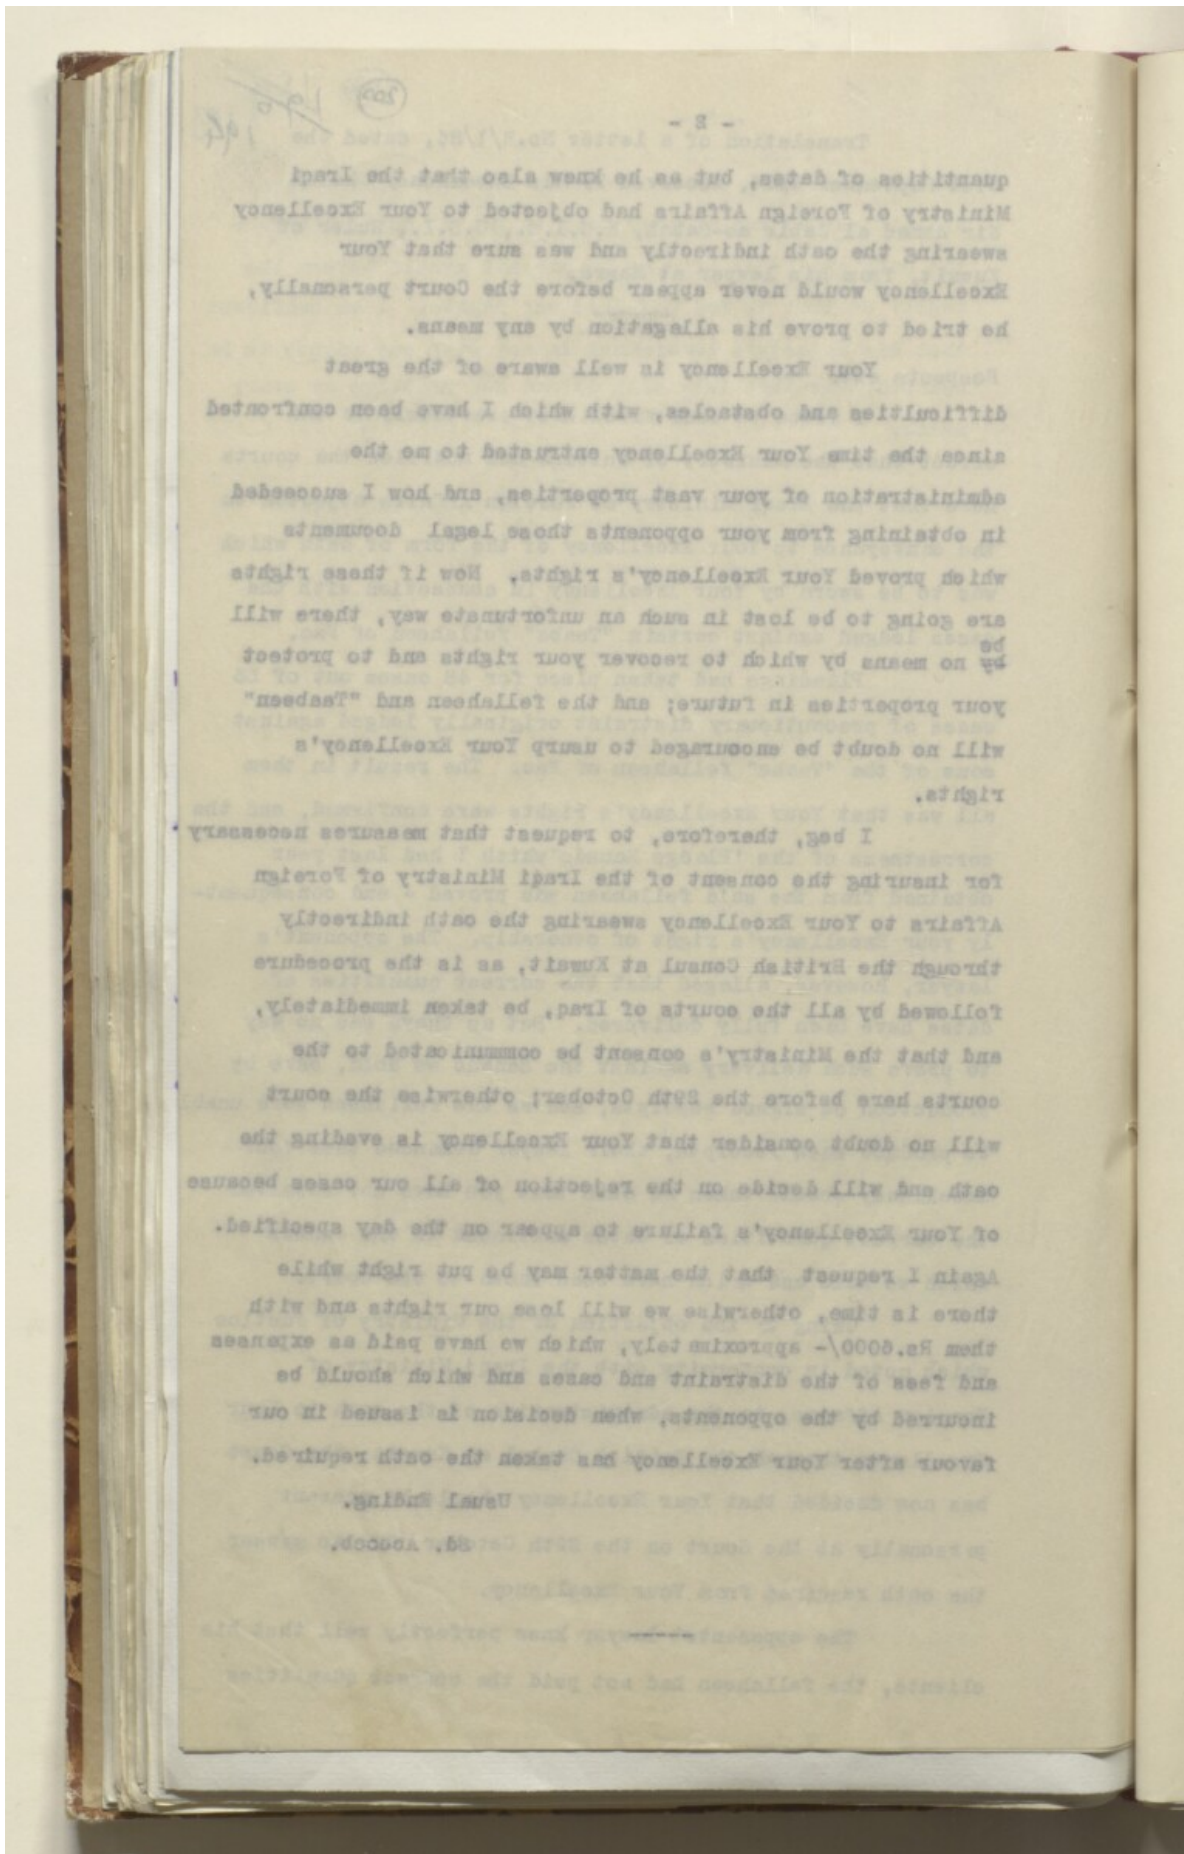 - 2 -
quantities of dates, but as he knew also that the Iraqi
Ministry of Foreign Affairs had objected to Your Excellency
swearing the oath indirectly and was sure that Your
Excellency would never appear before the Court personally,
he tried to prove his allegation by any means.
Your Excellency is well aware of the great
difficulties and obstacles, with which I have been confronted
since the time Your Excellency entrusted to me the
administration of your vast properties, and how I succeeded
in obtaining from your opponents those legal documents
which proved Your Excellency's rights. Now if these rights
are going to be lost in such an unfortunate way, there will
be
by no means by which to recover your rights and to protect
your properties in future; and the fellaheen and "Taabeen"
will no doubt be encouraged to usurp Your Excellency's
rights.
I beg, therefore, to request that measures necessary
for insuring the consent of the Iraqi Ministry of Foreign
Affairs to Your Excellency swearing the oath indirectly
through the British Consul at Kuwait, as is the procedure
followed by all the courts of Iraq, be taken immediately,
and that the Ministry's consent be communicated to the
courts here before the 29th October; otherwise the court
will no doubt consider that Your Excellency is evading the
oath and will decide on the rejection of all our cases because
of Your Excellency's failure to appear on the day specified.
Again I request that the matter may be put right while
there is time, otherwise we will lose our rights and with
them Rs.6000/- approximately, which we have paid as expenses
and fees of the distraint and cases and which should be
incurred by the opponents, when decision is issued in our
favour after Your Excellency has taken the oath required.
Usual Ending.
Sd.